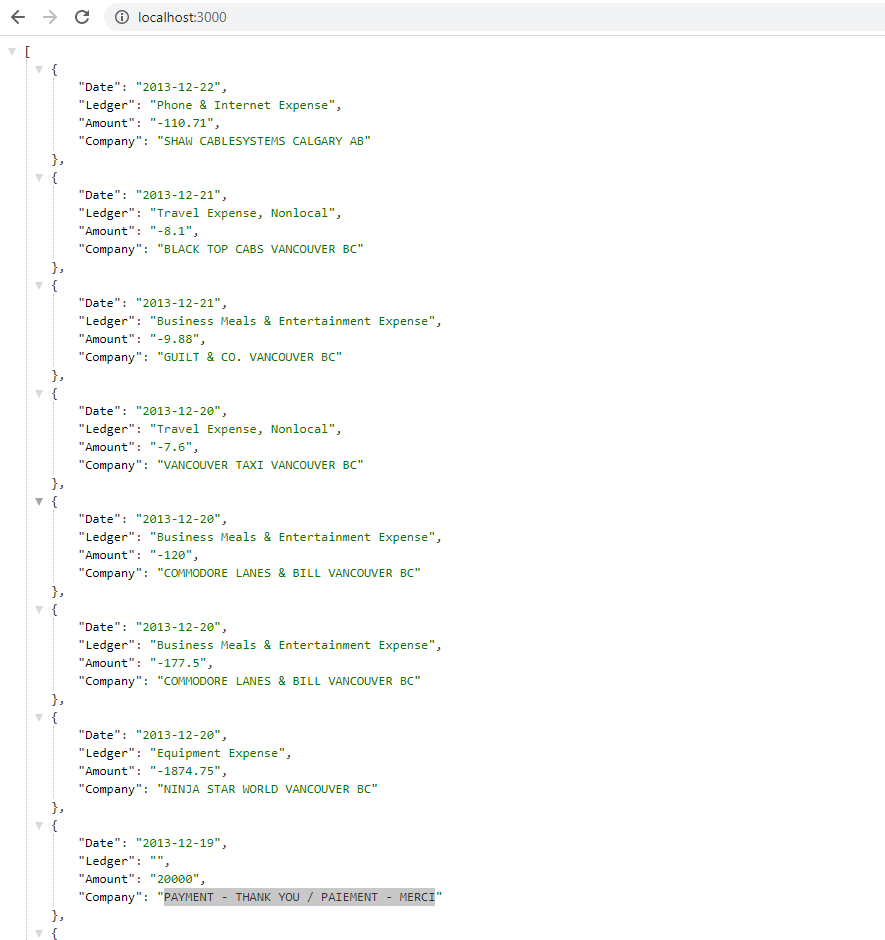 localhost:3000
[
{
"Date": "2013-12-22",
"Ledger": "Phone & Internet Expense",
"Amount": "-110.71",
"Company": "SHAW CABLESYSTEMS CALGARY AB"
},
{
"Date": "2013-12-21",
"Ledger": "Travel Expense, Nonlocal",
"Amount": "-8.1",
"Company": "BLACK TOP CABS VANCOUVER BC"
},
{
"Date": "2013-12-21",
"Ledger": "Business Meals & Entertainment Expense",
"Amount": "-9.88",
"Company": "GUILT & CO. VANCOUVER BC"
},
{
"Date": "2013-12-20",
"Ledger": "Travel Expense, Nonlocal",
"Amount": "-7.6",
"Company": "VANCOUVER TAXI VANCOUVER BC"
},
{
"Date": "2013-12-20",
"Ledger": "Business Meals & Entertainment Expense",
"Amount": "-120",
"Company": "COMMODORE LANES & BILL VANCOUVER BC"
},
{
"Date": "2013-12-20",
"Ledger": "Business Meals & Entertainment Expense",
"Amount": "-177.5",
"Company": "COMMODORE LANES & BILL VANCOUVER BC"
},
{
"Date": "2013-12-20",
"Ledger": "Equipment Expense",
"Amount": "-1874.75",
"Company": "NINJA STAR WORLD VANCOUVER BC"
},
{
"Date": "2013-12-19",
"Ledger": "",
"Amount": "20000",
"Company": "PAYMENT - THANK YOU / PAIEMENT - MERCI"
},
{